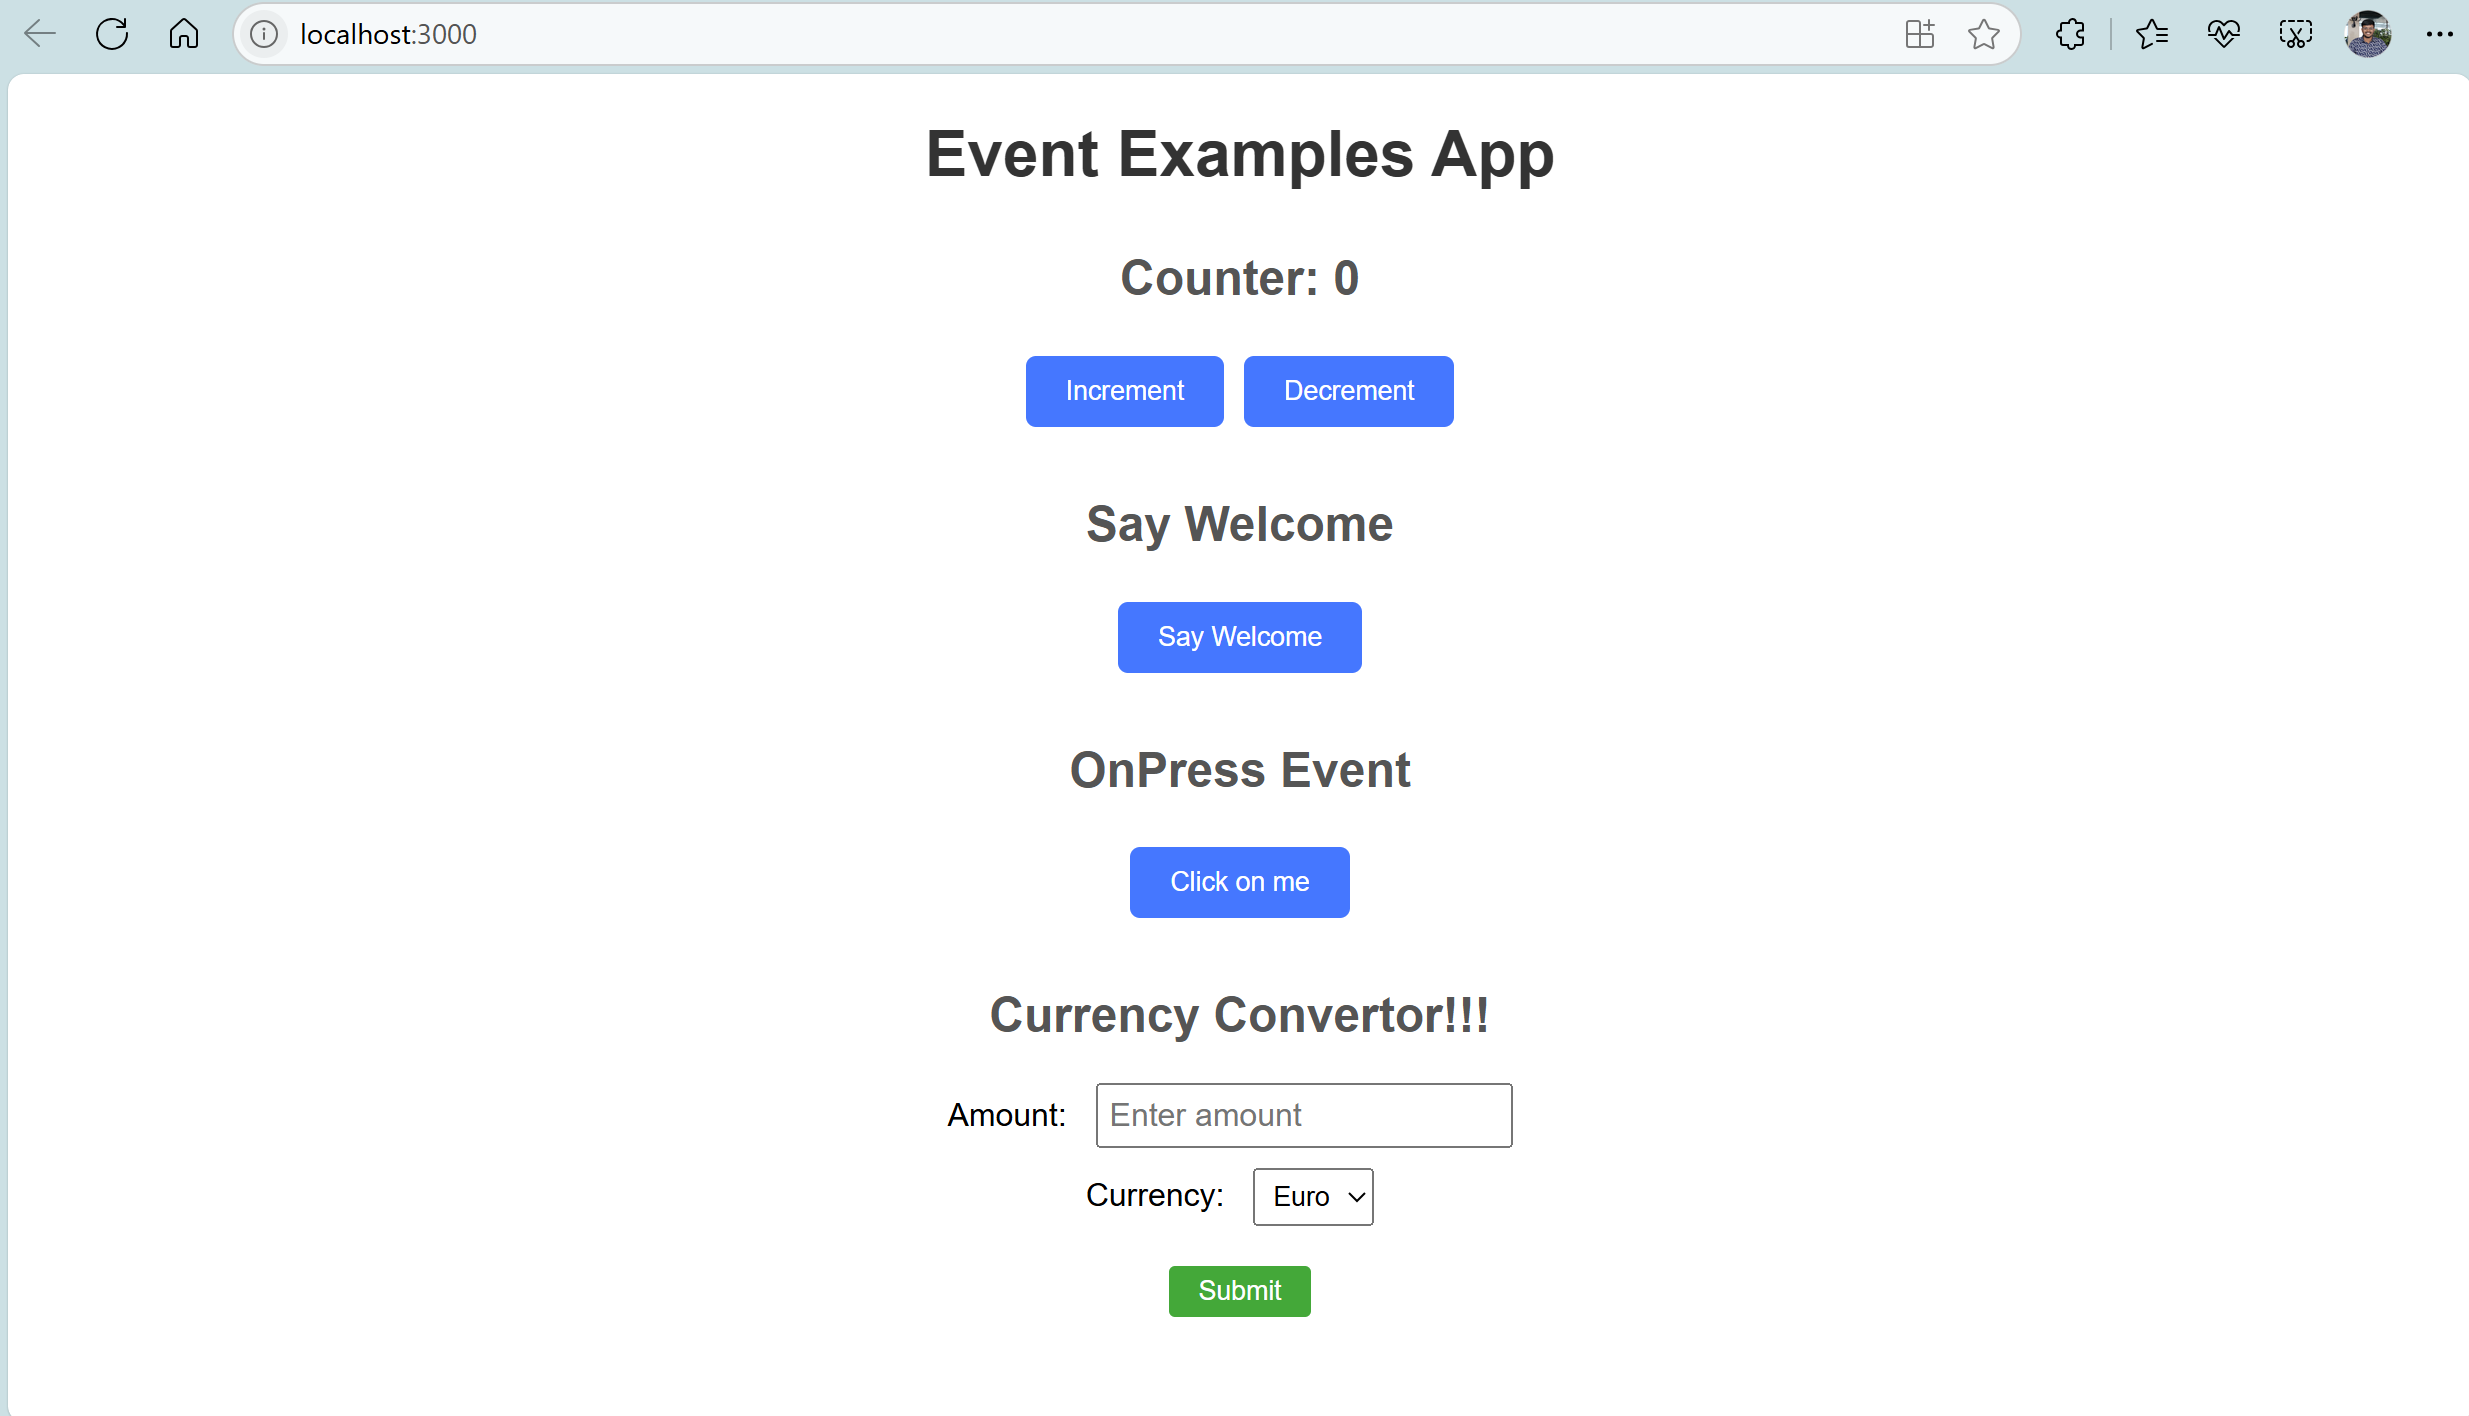 localhost:3000
Event Examples App
Counter: 0
Increment Decrement
Say Welcome
Say Welcome
OnPress Event
Click on me
Currency Convertor!!!
Amount: Enter amount
Currency: Euro
Submit